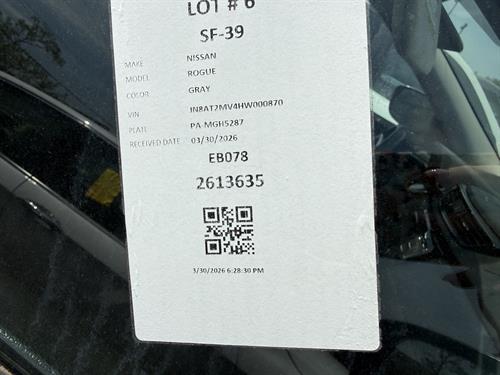 LOT # 6
SF-39
MAKE NISSAN
MODEL ROGUE
COLOR: GRAY
VIN JN8AT2MV4HW000870
PLATE PA-MGH5287
RECEIVED DATE 03/30/2026
EB078
2613635
3/30/2026 6:28:30 PM